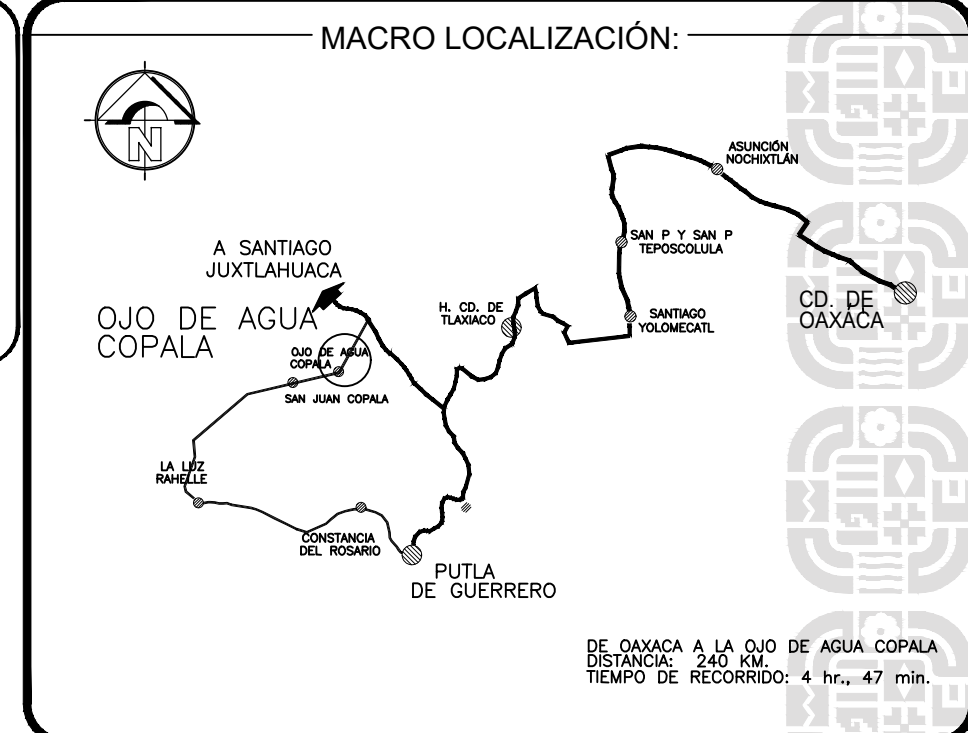 MACRO LOCALIZACIÓN:
N
ASUNCIÓN
NOCHIXTLÁN
SAN P Y SAN P
TEPOSCOLULA
A SANTIAGO
JUXTLAHUACA
CD. DE
OAXACA
H. CD. DE
TLAXIACO
SANTIAGO
YOLOMECATL
OJO DE AGUA
COPALA
OJO DE AGUA
COPALA
SAN JUAN COPALA
LA LUZ
RAHELLE
CONSTANCIA
DEL ROSARIO
PUTLA
DE GUERRERO
DE OAXACA A LA OJO DE AGUA COPALA
DISTANCIA: 240 KM.
TIEMPO DE RECORRIDO: 4 hr., 47 min.